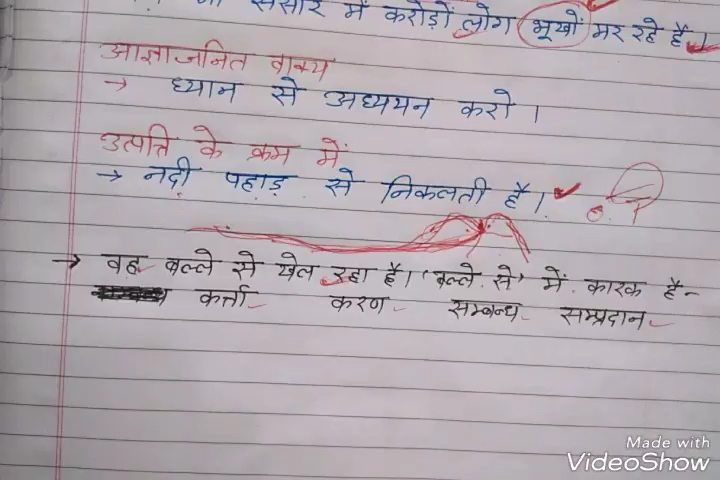 संसार में करोड़ों लोग भूखों मर रहे हैं।
आज्ञाजनित वाक्य
→ ध्यान से अध्ययन करो।
उत्पत्ति के क्रम में
→ नदी पहाड़ से निकलती है।
→ वह बल्ले से खेल रहा है। 'बल्ले से' में कारक है-
कर्त्ता करण सम्बन्ध सम्प्रदान
Made with
VideoShow